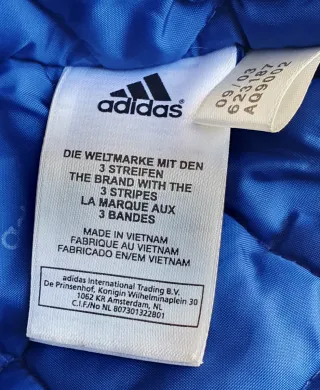 adidas®
DIE WELTMARKE MIT DEN
3 STREIFEN
THE BRAND WITH THE
3 STRIPES
LA MARQUE AUX
3 BANDES
MADE IN VIETNAM
FABRIQUE AU VIETNAM
FABRICADO EN/EM VIETNAM
adidas International Trading B.V.
De Prinsenhof, Konigin Wilhelminaplein 30
1062 KR Amsterdam, NL
C.I.F./No NL 807301322B01
09/03
623187
AQ9002